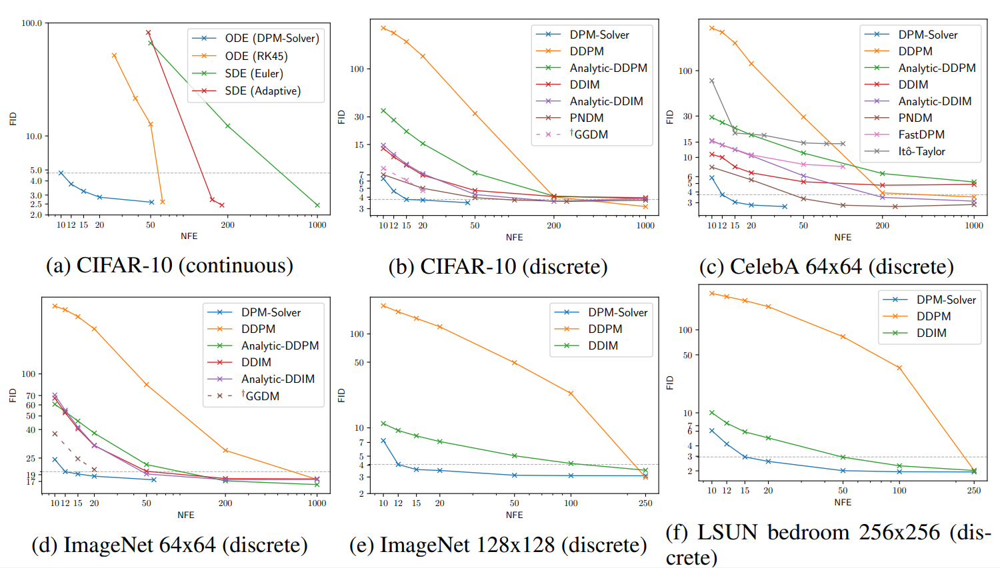 100.0
10.0
5.0
4.0
3.0
2.5
2.0
FID
10 12 15 20 50 200 1000
NFE
ODE (DPM-Solver)
ODE (RK45)
SDE (Euler)
SDE (Adaptive)
(a) CIFAR-10 (continuous)
100
30
15
7
6
5
4
3
FID
10 12 15 20 50 200 1000
NFE
DPM-Solver
DDPM
Analytic-DDPM
DDIM
Analytic-DDIM
PNDM
†GGDM
(b) CIFAR-10 (discrete)
100
30
15
10
6
5
4
3
FID
10 12 15 20 50 200 1000
NFE
DPM-Solver
DDPM
Analytic-DDPM
DDIM
Analytic-DDIM
PNDM
FastDPM
Itô-Taylor
(c) CelebA 64x64 (discrete)
100
70
60
50
40
25
19
17
FID
10 12 15 20 50 200 1000
NFE
DPM-Solver
DDPM
Analytic-DDPM
DDIM
Analytic-DDIM
†GGDM
(d) ImageNet 64x64 (discrete)
100
50
10
7
5
4
3
2
FID
10 12 15 20 50 100 250
NFE
DPM-Solver
DDPM
DDIM
(e) ImageNet 128x128 (discrete)
100
50
10
7
6
4
3
2
FID
10 12 15 20 50 100 250
NFE
DPM-Solver
DDPM
DDIM
(f) LSUN bedroom 256x256 (dis-
crete)